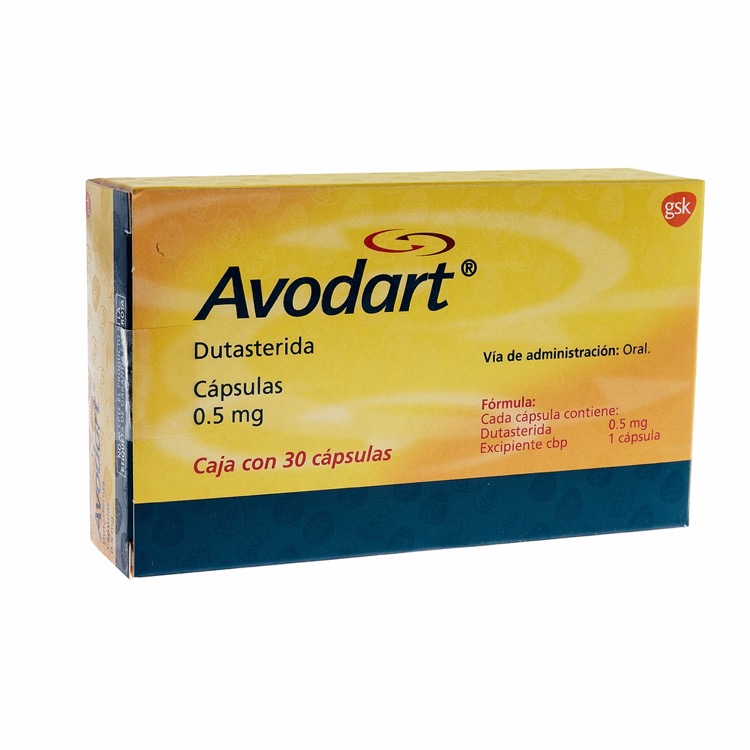 gsk
Avodart®
Dutasterida
Vía de administración: Oral.
Cápsulas
0.5 mg
Fórmula:
Cada cápsula contiene:
Dutasterida 0.5 mg
Excipiente cbp 1 cápsula
Caja con 30 cápsulas
Avodart